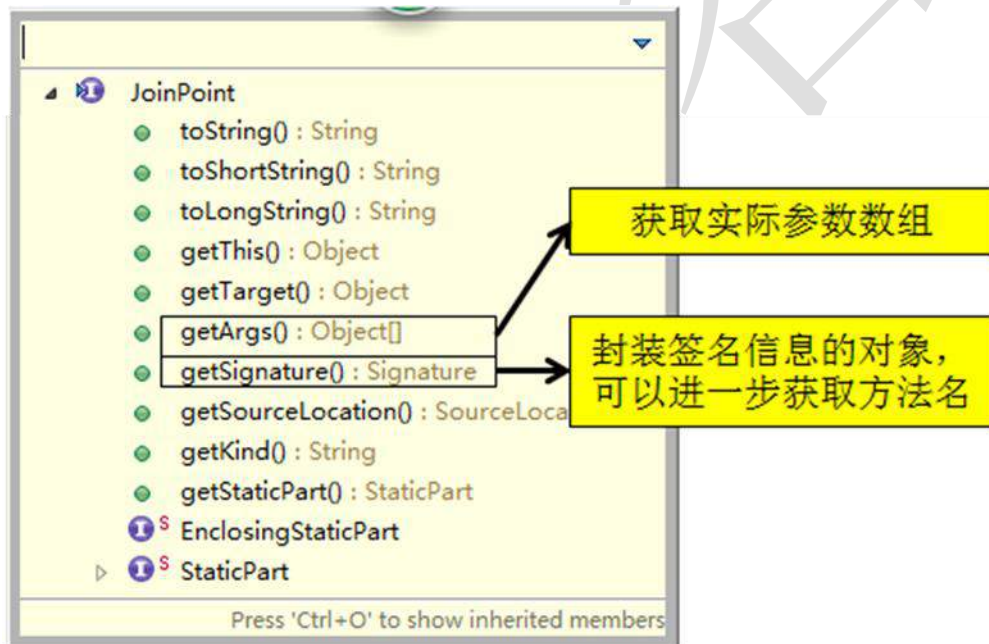 JoinPoint
toString() : String
toShortString() : String
toLongString() : String
getThis() : Object
getTarget() : Object
getArgs() : Object[]
getSignature() : Signature
getSourceLocation() : SourceLoca
getKind() : String
getStaticPart() : StaticPart
S EnclosingStaticPart
S StaticPart
Press 'Ctrl+O' to show inherited members
获取实际参数数组
封装签名信息的对象，
可以进一步获取方法名